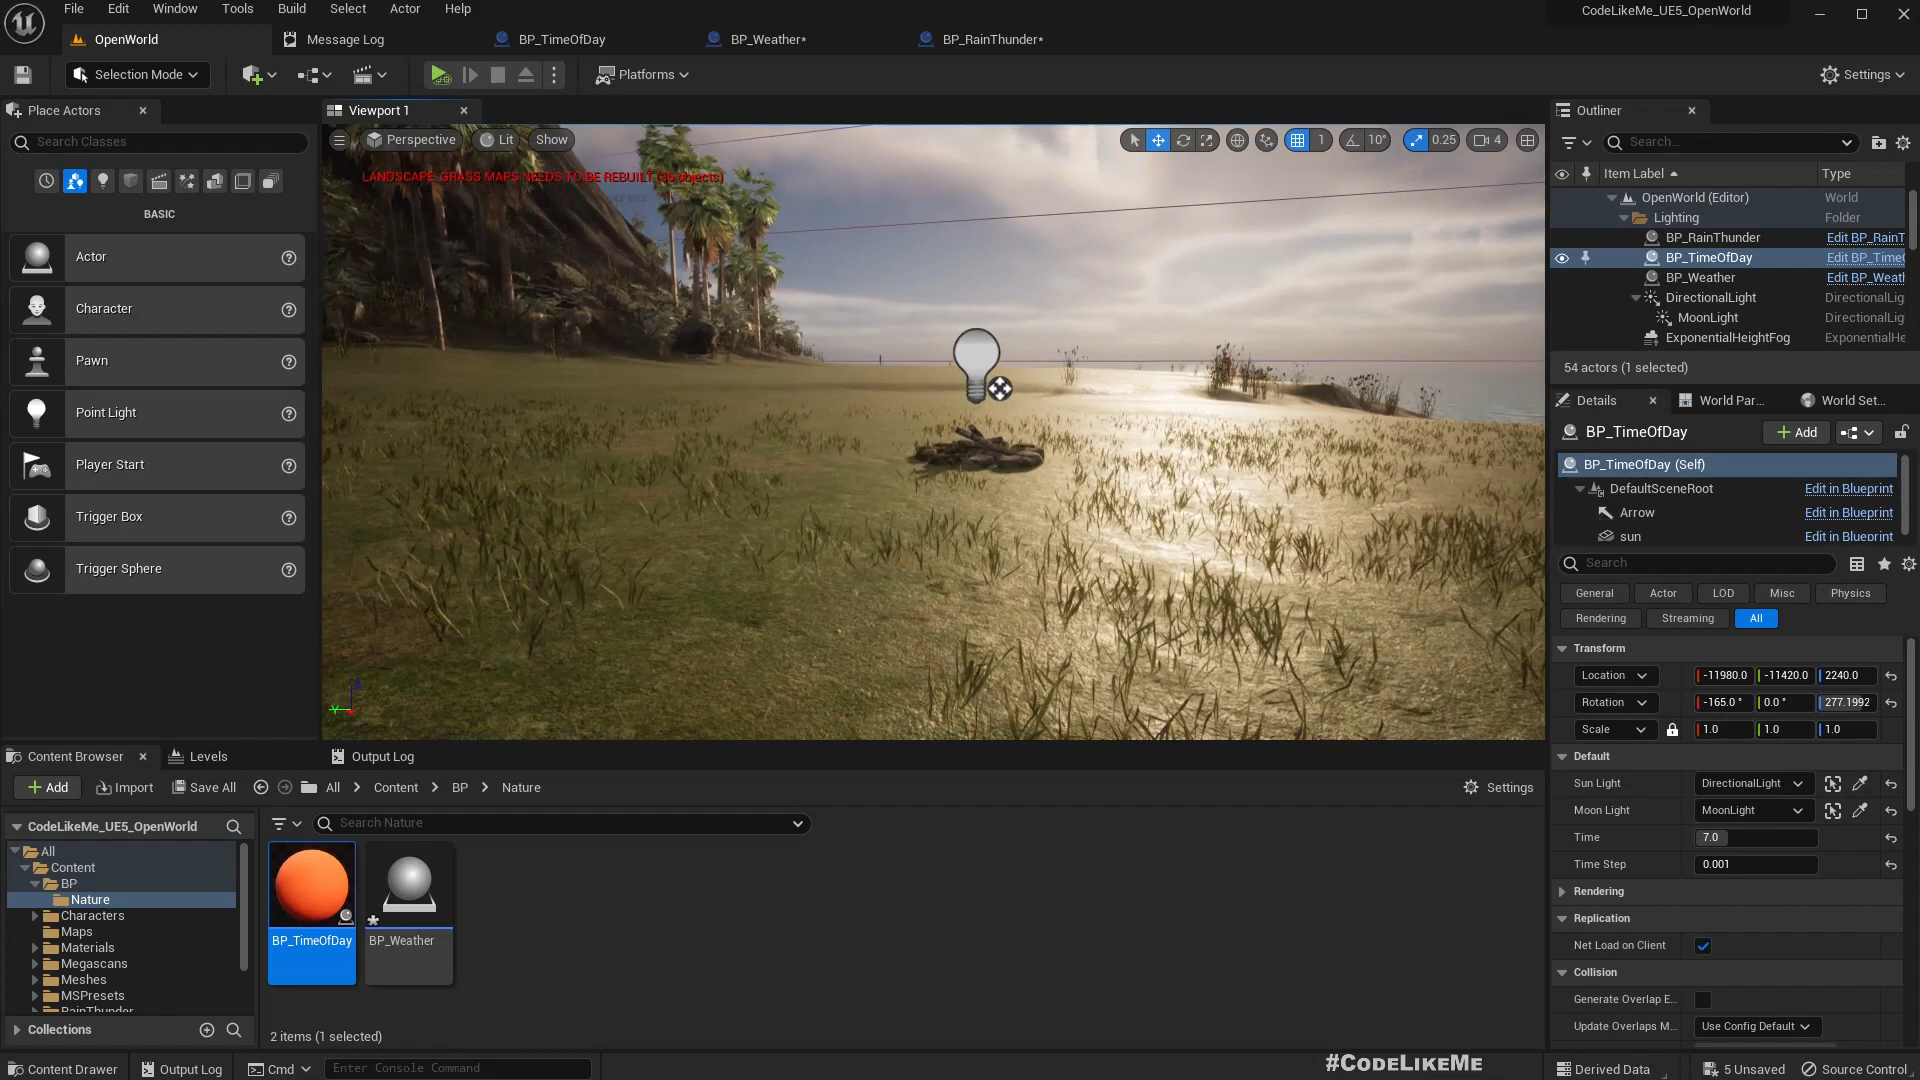 File Edit Window Tools Build Select Actor Help
CodeLikeMe_UE5_OpenWorld
OpenWorld
Message Log
BP_TimeOfDay
BP_Weather*
BP_RainThunder*
Selection Mode
Platforms
Settings
Place Actors
Search Classes
BASIC
Actor
Character
Pawn
Point Light
Player Start
Trigger Box
Trigger Sphere
Viewport 1
Perspective Lit Show
1 10° 0.25 4
LANDSCAPE: GRASS MAPS NEEDS TO BE REBUILT (36 objects)
Outliner
Search...
Item Label Type
OpenWorld (Editor) World
Lighting Folder
BP_RainThunder Edit BP_RainT
BP_TimeOfDay Edit BP_Time
BP_Weather Edit BP_Weath
DirectionalLight DirectionalLig
MoonLight DirectionalLig
ExponentialHeightFog ExponentialHe
54 actors (1 selected)
Details World Par... World Set...
BP_TimeOfDay Add
BP_TimeOfDay (Self)
DefaultSceneRoot Edit in Blueprint
Arrow Edit in Blueprint
sun Edit in Blueprint
Search
General Actor LOD Misc Physics
Rendering Streaming All
Transform
Location -11980.0 -11420.0 2240.0
Rotation -165.0 ° 0.0 ° 277.1992
Scale 1.0 1.0 1.0
Default
Sun Light DirectionalLight
Moon Light MoonLight
Time 7.0
Time Step 0.001
Rendering
Replication
Net Load on Client
Collision
Generate Overlap E...
Update Overlaps M... Use Config Default
Content Browser Levels Output Log
Add Import Save All All > Content > BP > Nature Settings
CodeLikeMe_UE5_OpenWorld
Search Nature
All
Content
BP
Nature
Characters
Maps
Materials
Megascans
Meshes
MSPresets
RainThunder
Collections
BP_TimeOfDay
BP_Weather
2 items (1 selected)
#CODELIKEME
Content Drawer Output Log Cmd Enter Console Command Derived Data 5 Unsaved Source Control